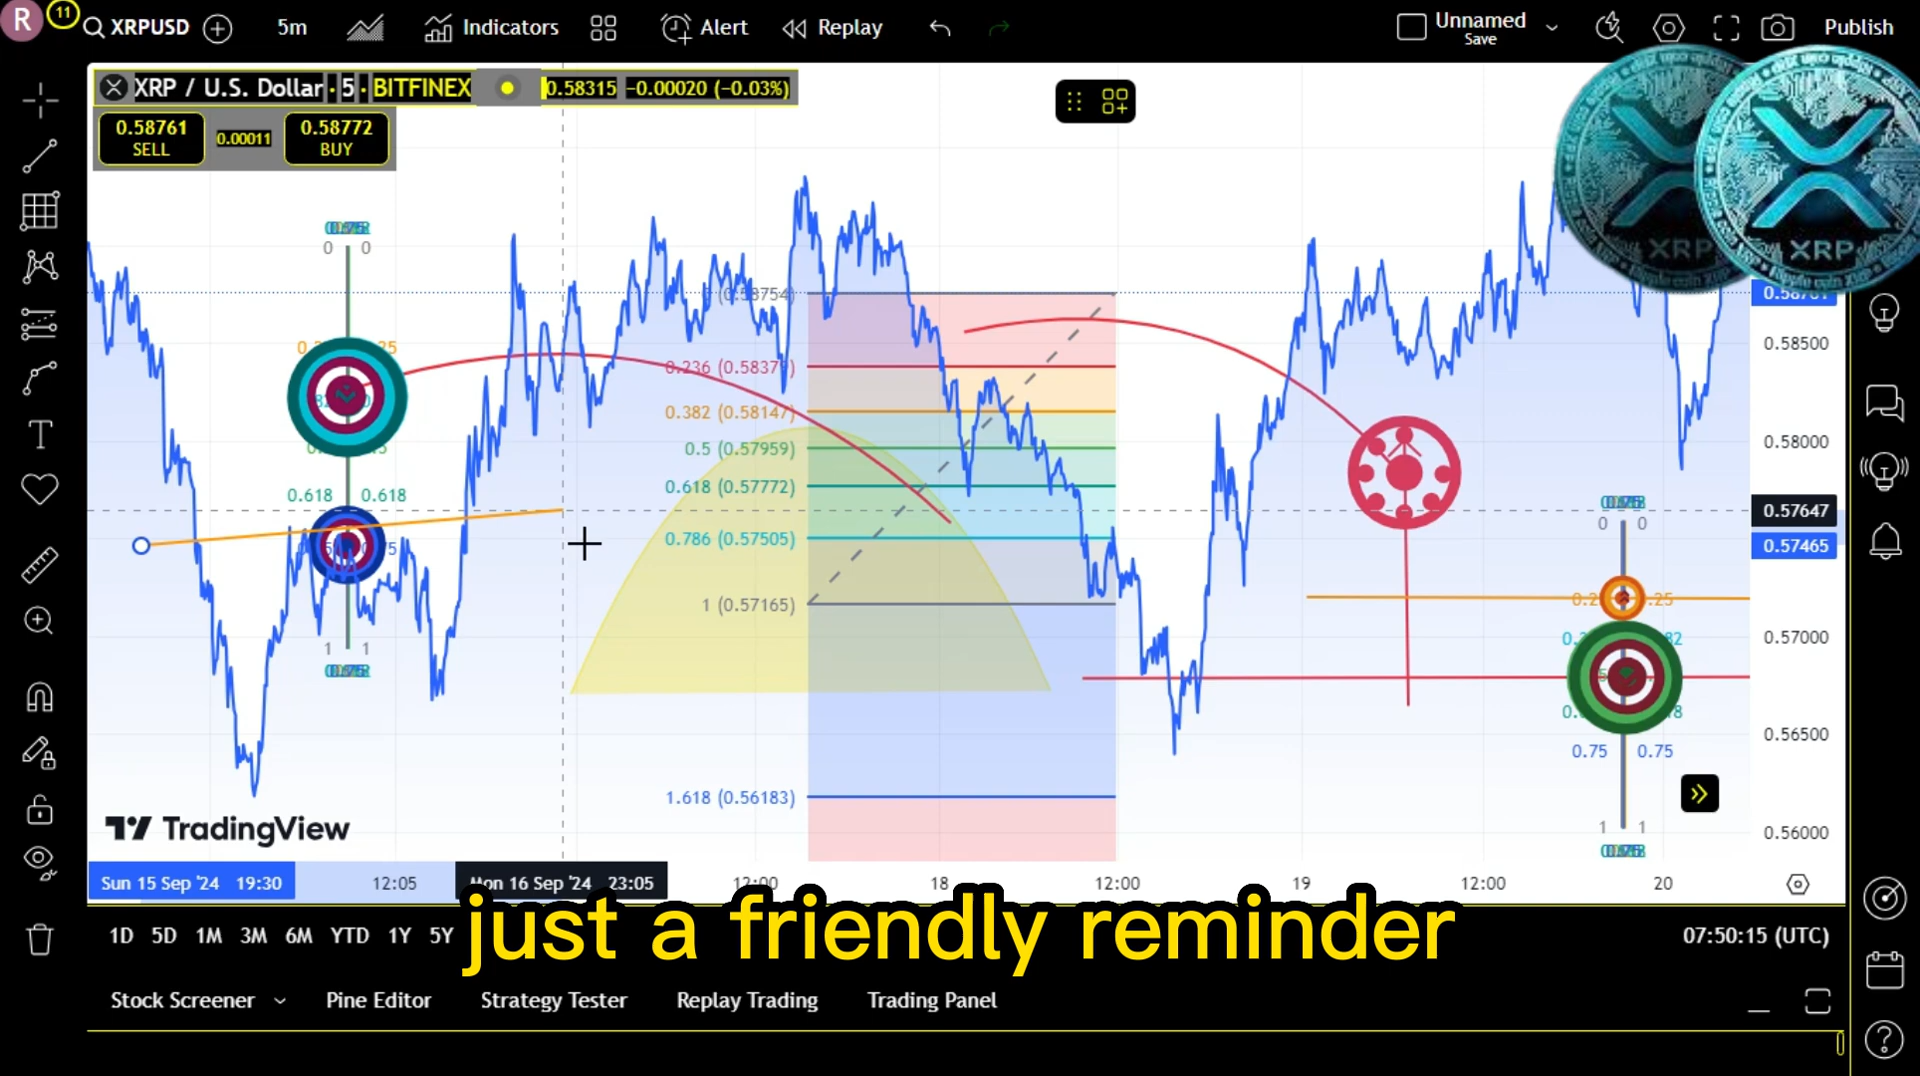 R
11
XRPUSD
5m
Indicators
Alert
Replay
Unnamed
Save
Publish
XRP / U.S. Dollar · 5 · BITFINEX
0.58315 −0.00020 (−0.03%)
0.58761
SELL
0.00011
0.58772
BUY
XRP
XRP
0 0
0.618 0.618
1 1
(0.58754)
0.236 (0.58379)
0.382 (0.58147)
0.5 (0.57959)
0.618 (0.57772)
0.786 (0.57505)
1 (0.57165)
1.618 (0.56183)
0 0
0.75 0.75
1 1
0.58500
0.58000
0.57647
0.57465
0.57000
0.56500
0.56000
TradingView
Sun 15 Sep '24 19:30
12:05
Mon 16 Sep '24 23:05
12:00
18
12:00
19
12:00
20
just a friendly reminder
1D 5D 1M 3M 6M YTD 1Y 5Y
07:50:15 (UTC)
Stock Screener
Pine Editor
Strategy Tester
Replay Trading
Trading Panel